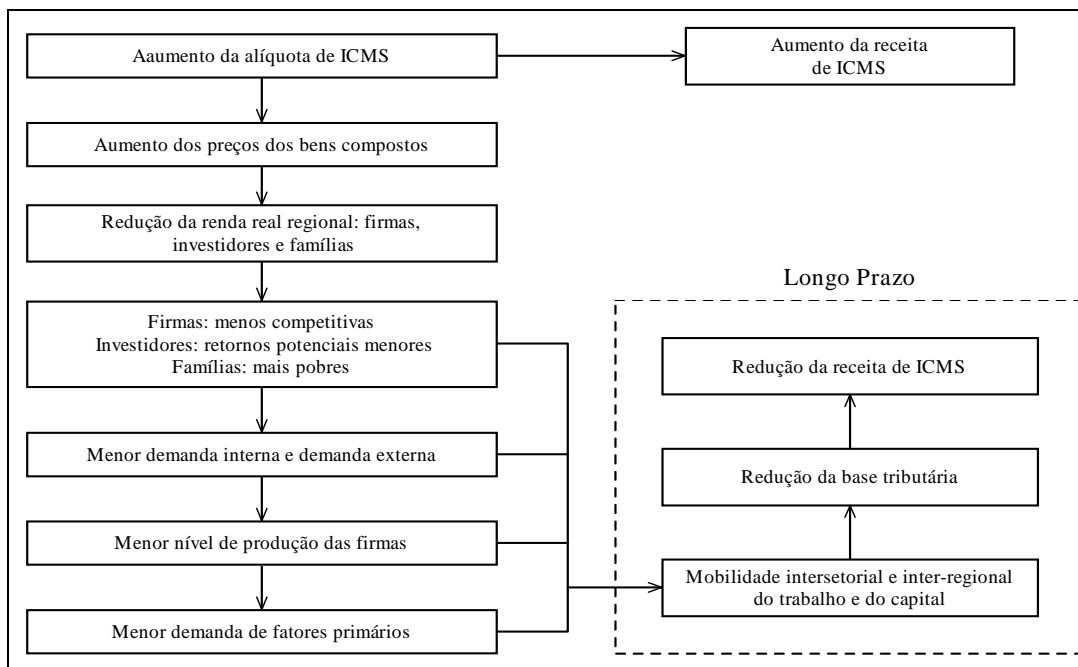 Aaumento da alíquota de ICMS
Aumento da receita
de ICMS
Aumento dos preços dos bens compostos
Redução da renda real regional: firmas,
investidores e famílias
Longo Prazo
Firmas: menos competitivas
Investidores: retornos potenciais menores
Famílias: mais pobres
Redução da receita de ICMS
Menor demanda interna e demanda externa
Redução da base tributária
Menor nível de produção das firmas
Mobilidade intersetorial e inter-regional
do trabalho e do capital
Menor demanda de fatores primários